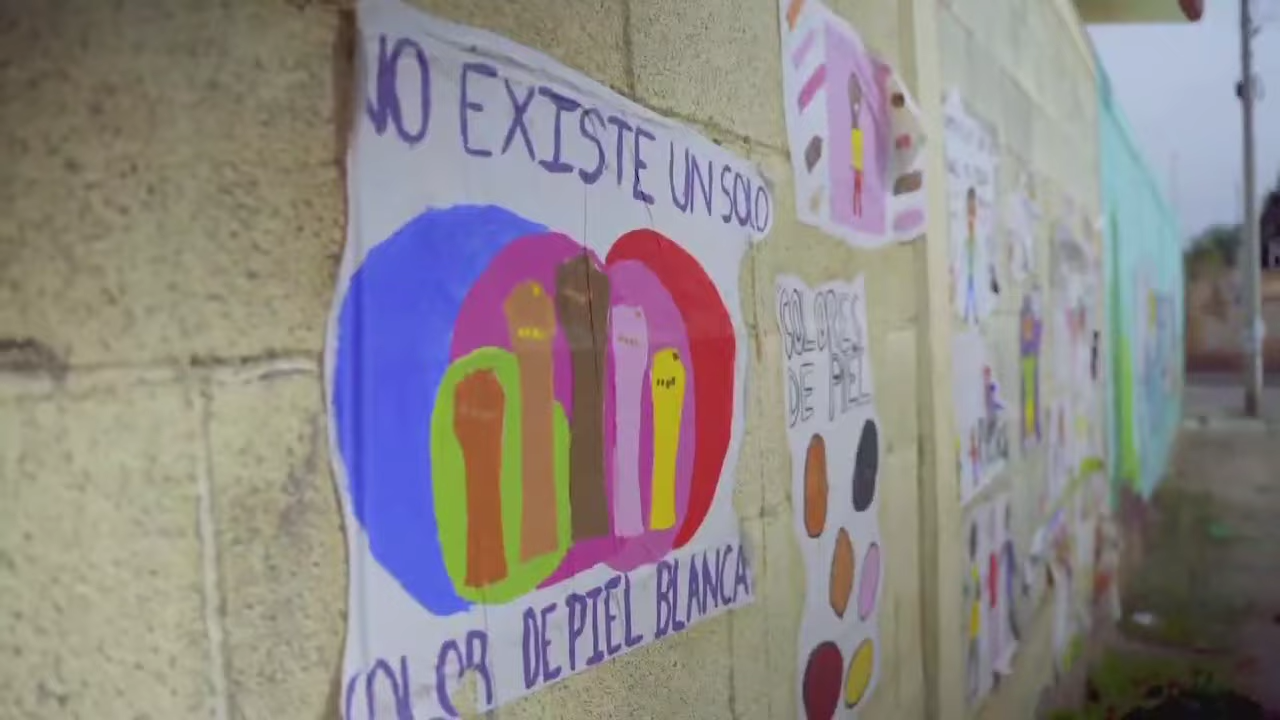 NO EXISTE UN SOLO
COLOR DE PIEL BLANCA
COLORES
DE PIEL